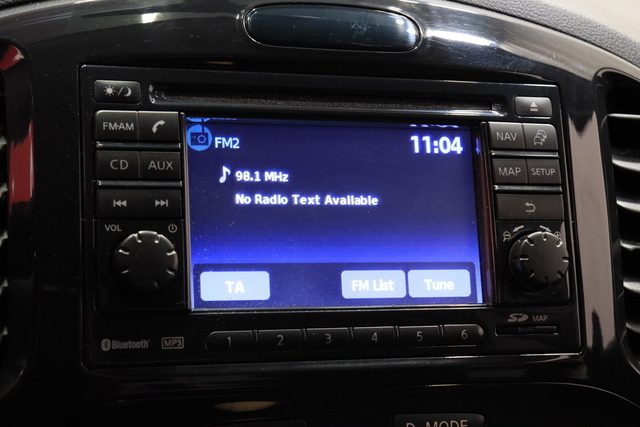 FM·AM
CD AUX
VOL
FM2
11:04
98.1 MHz
No Radio Text Available
TA FM List Tune
NAV
MAP SETUP
SD MAP
Bluetooth MP3
1 2 3 4 5 6
D-MODE